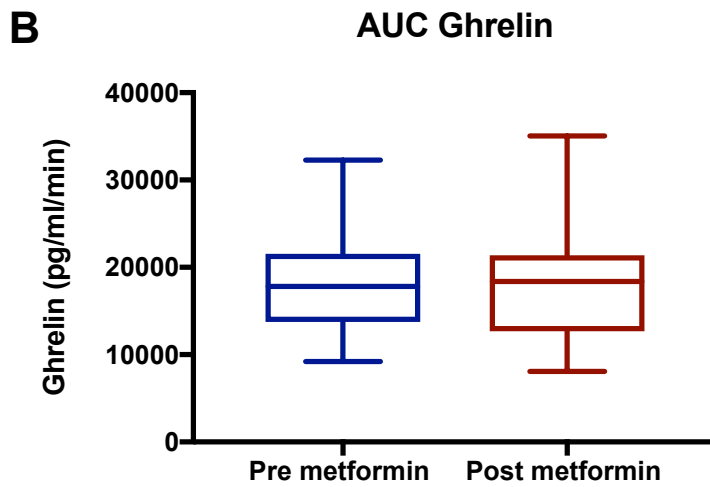 B
AUC Ghrelin
Ghrelin (pg/ml/min)
40000
30000
20000
10000
0
Pre metformin
Post metformin